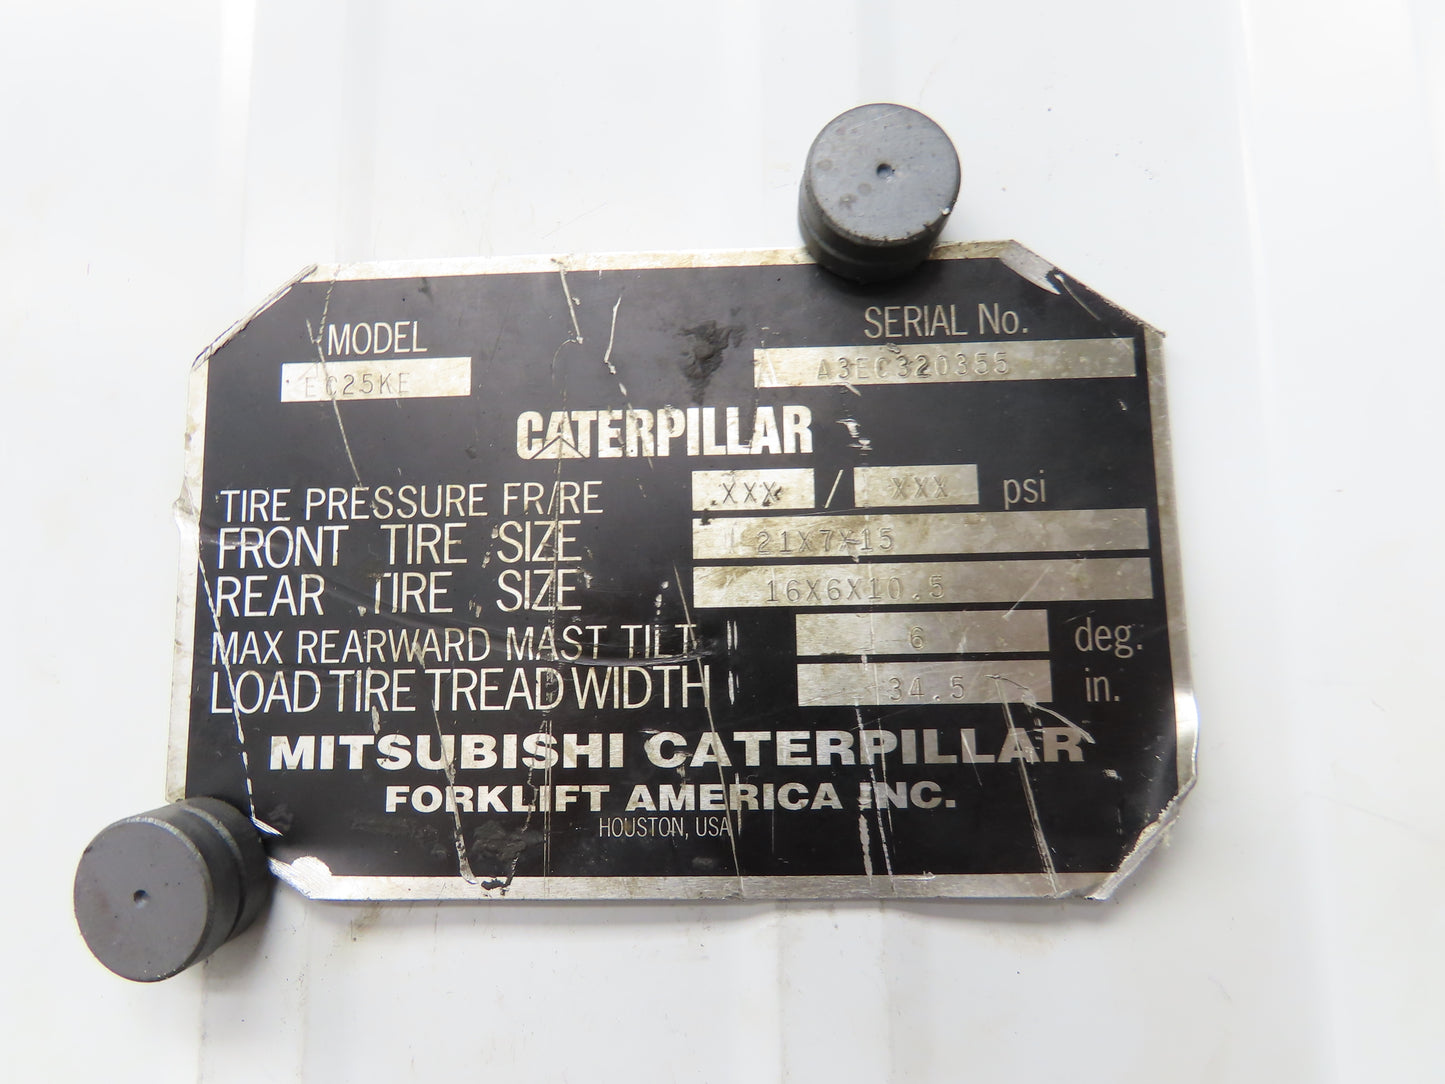 MODEL SERIAL No.
EC25KE A3EC320355
CATERPILLAR
TIRE PRESSURE FR/RE XXX / XXX psi
FRONT TIRE SIZE 21X7X15
REAR TIRE SIZE 16X6X10.5
MAX REARWARD MAST TILT 6 deg.
LOAD TIRE TREAD WIDTH 34.5 in.
MITSUBISHI CATERPILLAR
FORKLIFT AMERICA INC.
HOUSTON, USA